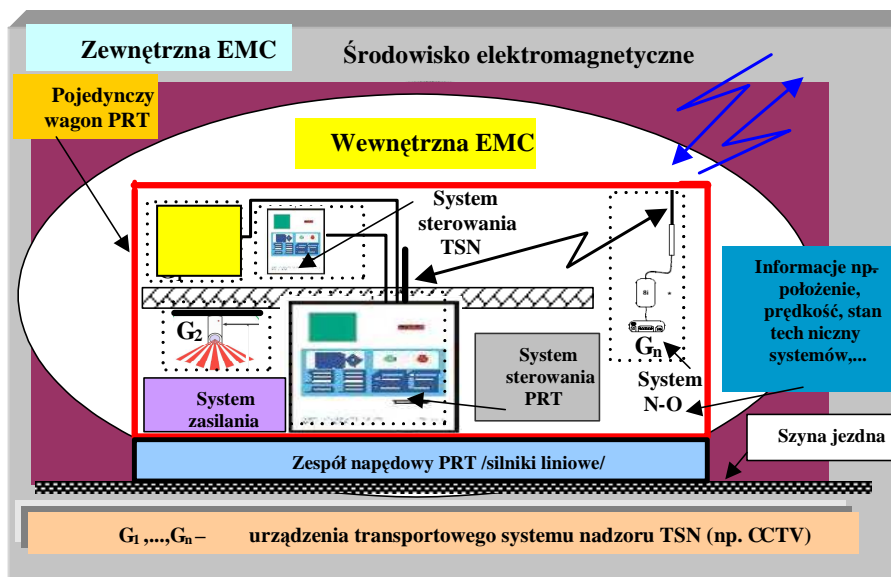 Zewnętrzna EMC
Środowisko elektromagnetyczne
Pojedynczy
wagon PRT
Wewnętrzna EMC
System
sterowania
TSN
Informacje np.
położenie,
prędkość, stan
tech niczny
systemów,...
G2
Gn
System
N-O
System
sterowania
PRT
System
zasilania
Szyna jezdna
Zespół napędowy PRT /silniki liniowe/
G1 ,...,Gn – urządzenia transportowego systemu nadzoru TSN (np. CCTV)